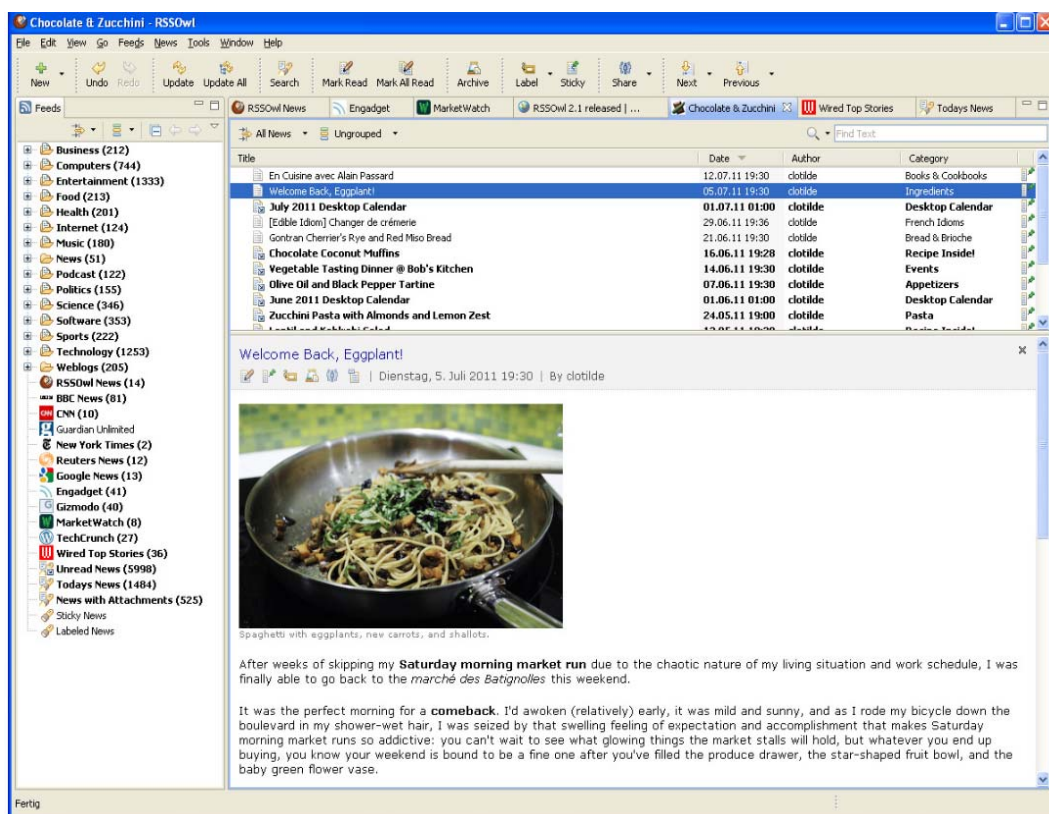 Chocolate & Zucchini - RSSOwl
File Edit View Go Feeds News Tools Window Help
New Undo Redo Update Update All Search Mark Read Mark All Read Archive Label Sticky Share Next Previous
Feeds
Business (212)
Computers (744)
Entertainment (1333)
Food (213)
Health (201)
Internet (124)
Music (180)
News (51)
Podcast (122)
Politics (155)
Science (346)
Software (353)
Sports (222)
Technology (1253)
Weblogs (205)
RSSOwl News (14)
BBC News (81)
CNN (10)
Guardian Unlimited
New York Times (2)
Reuters News (12)
Google News (13)
Engadget (41)
Gizmodo (40)
MarketWatch (8)
TechCrunch (27)
Wired Top Stories (36)
Unread News (5998)
Todays News (1484)
News with Attachments (525)
Sticky News
Labeled News
RSSOwl News Engadget MarketWatch RSSOwl 2.1 released | ... Chocolate & Zucchini Wired Top Stories Todays News
All News Ungrouped Find Text
Title Date Author Category
En Cuisine avec Alain Passard 12.07.11 19:30 clotilde Books & Cookbooks
Welcome Back, Eggplant! 05.07.11 19:30 clotilde Ingredients
July 2011 Desktop Calendar 01.07.11 01:00 clotilde Desktop Calendar
[Edible Idiom] Changer de crémerie 29.06.11 19:36 clotilde French Idioms
Gontran Cherrier's Rye and Red Miso Bread 21.06.11 19:30 clotilde Bread & Brioche
Chocolate Coconut Muffins 16.06.11 19:28 clotilde Recipe Inside!
Vegetable Tasting Dinner @ Bob's Kitchen 14.06.11 19:30 clotilde Events
Olive Oil and Black Pepper Tartine 07.06.11 19:30 clotilde Appetizers
June 2011 Desktop Calendar 01.06.11 01:00 clotilde Desktop Calendar
Zucchini Pasta with Almonds and Lemon Zest 24.05.11 19:00 clotilde Pasta
Welcome Back, Eggplant!
| Dienstag, 5. Juli 2011 19:30 | By clotilde
Spaghetti with eggplants, new carrots, and shallots.
After weeks of skipping my Saturday morning market run due to the chaotic nature of my living situation and work schedule, I was
finally able to go back to the marché des Batignolles this weekend.
It was the perfect morning for a comeback. I'd awoken (relatively) early, it was mild and sunny, and as I rode my bicycle down the
boulevard in my shower-wet hair, I was seized by that swelling feeling of expectation and accomplishment that makes Saturday
morning market runs so addictive: you can't wait to see what glowing things the market stalls will hold, but whatever you end up
buying, you know your weekend is bound to be a fine one after you've filled the produce drawer, the star-shaped fruit bowl, and the
baby green flower vase.
Fertig